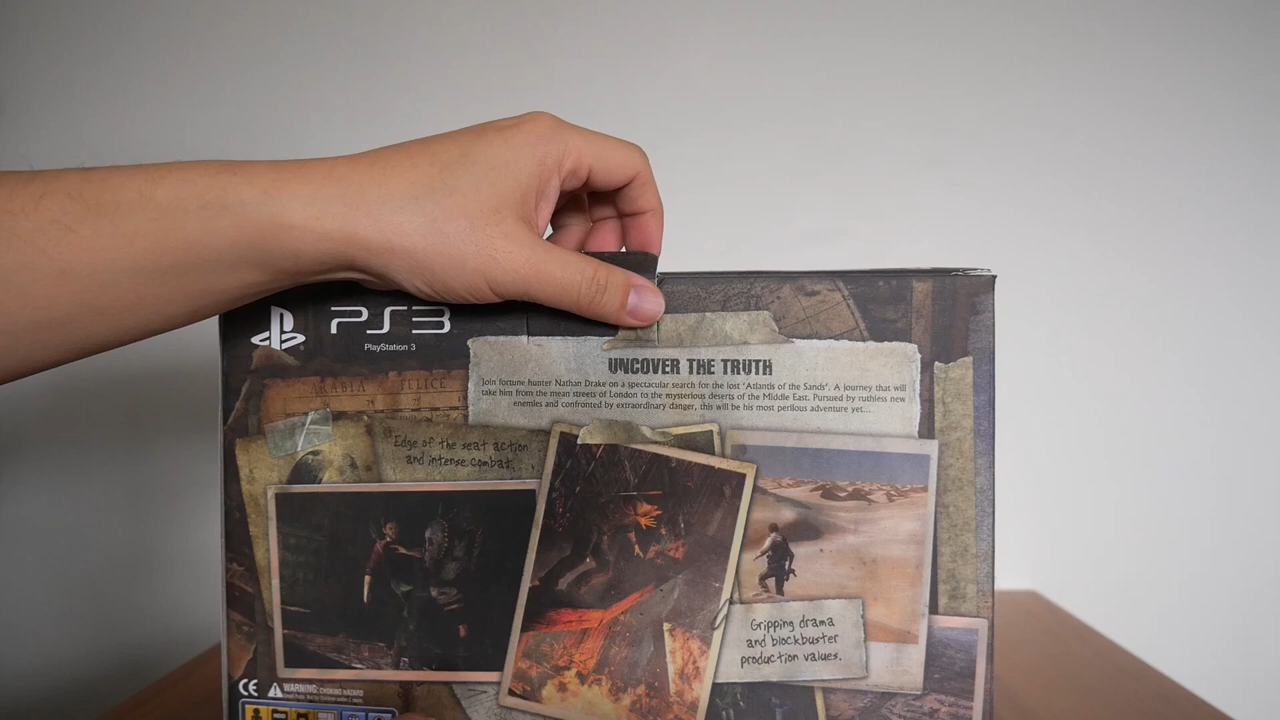 PS3
PlayStation 3
UNCOVER THE TRUTH
Join fortune hunter Nathan Drake on a spectacular search for the lost 'Atlantis of the Sands'. A journey that will
take him from the mean streets of London to the mysterious deserts of the Middle East. Pursued by ruthless new
enemies and confronted by extraordinary danger, this will be his most perilous adventure yet...
ARABIA FELICE
Edge of the seat action
and intense combat.
Gripping drama
and blockbuster
production values.
CE
WARNING: CHOKING HAZARD